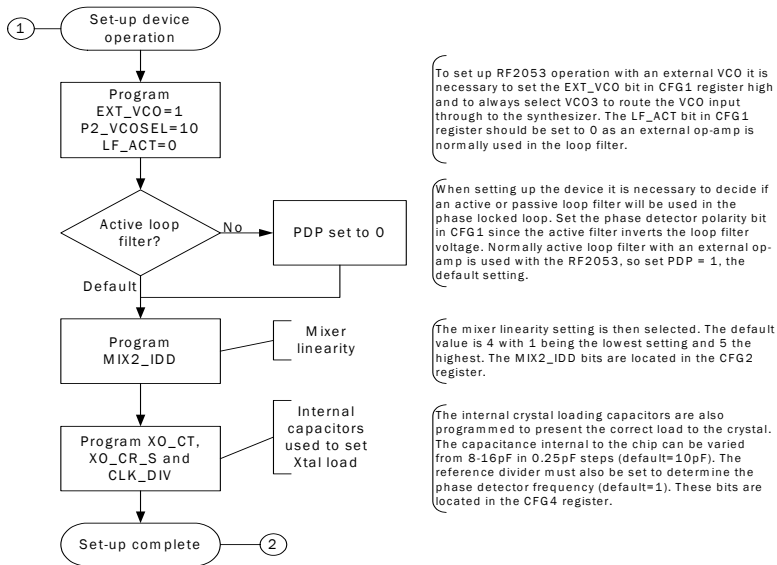 1
Set-up device
operation
Program
EXT_VCO=1
P2_VCOSEL=10
LF_ACT=0
To set up RF2053 operation with an external VCO it is
necessary to set the EXT_VCO bit in CFG1 register high
and to always select VCO3 to route the VCO input
through to the synthesizer. The LF_ACT bit in CFG1
register should be set to 0 as an external op-amp is
normally used in the loop filter.
Active loop
filter?
No
PDP set to 0
Default
When setting up the device it is necessary to decide if
an active or passive loop filter will be used in the
phase locked loop. Set the phase detector polarity bit
in CFG1 since the active filter inverts the loop filter
voltage. Normally active loop filter with an external op-
amp is used with the RF2053, so set PDP = 1, the
default setting.
Program
MIX2_IDD
Mixer
linearity
The mixer linearity setting is then selected. The default
value is 4 with 1 being the lowest setting and 5 the
highest. The MIX2_IDD bits are located in the CFG2
register.
Program XO_CT,
XO_CR_S and
CLK_DIV
Internal
capacitors
used to set
Xtal load
The internal crystal loading capacitors are also
programmed to present the correct load to the crystal.
The capacitance internal to the chip can be varied
from 8-16pF in 0.25pF steps (default=10pF). The
reference divider must also be set to determine the
phase detector frequency (default=1). These bits are
located in the CFG4 register.
Set-up complete
2